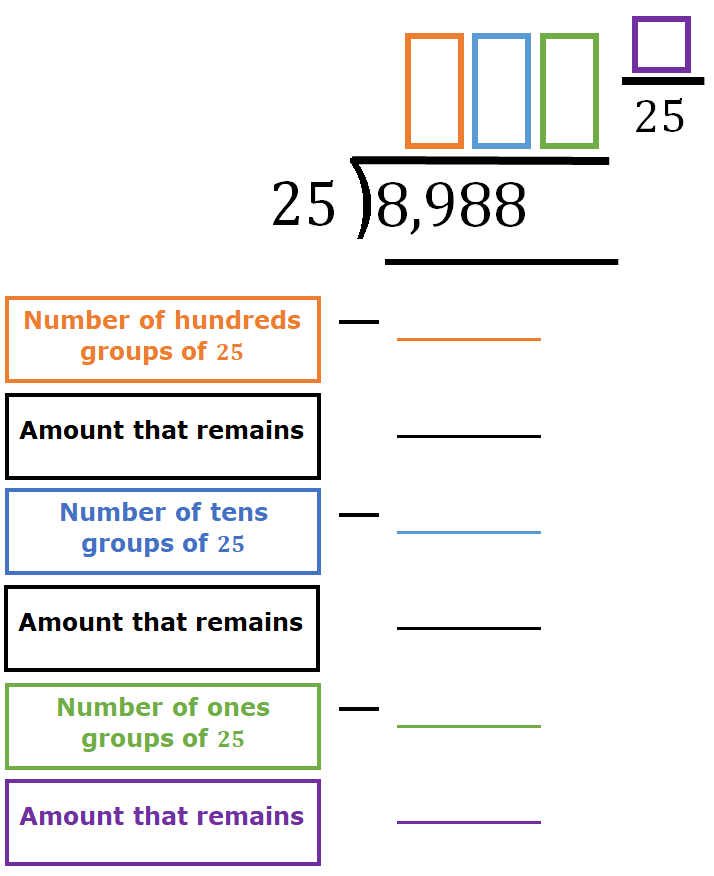 25
25
8,988
Number of hundreds
groups of 25
Amount that remains
Number of tens
groups of 25
Amount that remains
Number of ones
groups of 25
Amount that remains